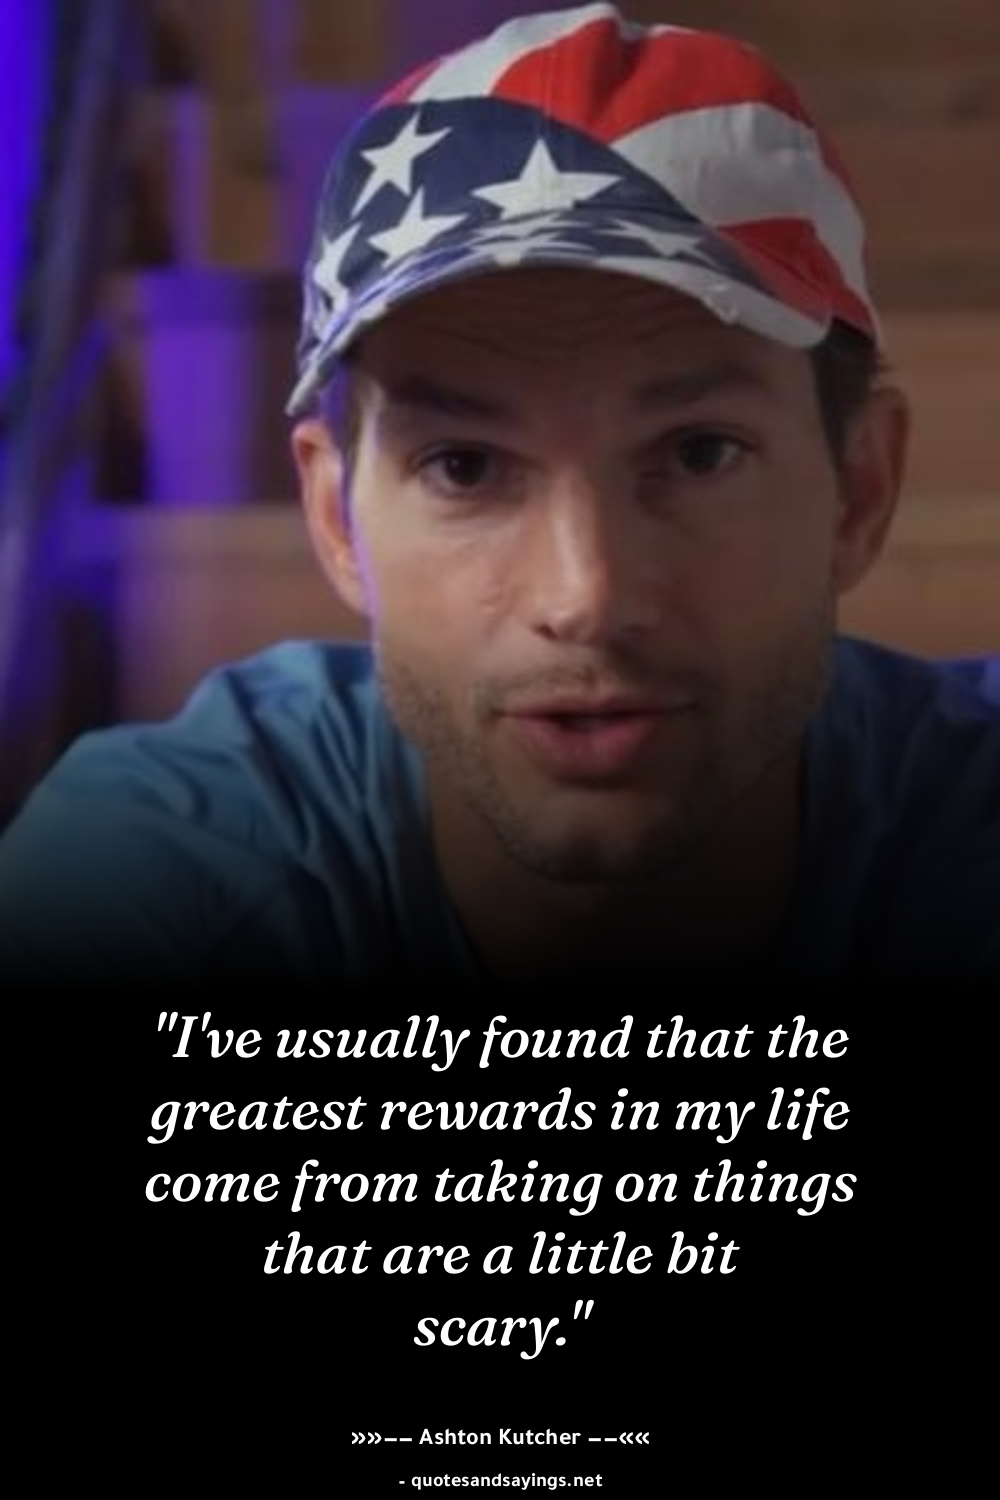 "I've usually found that the
greatest rewards in my life
come from taking on things
that are a little bit
scary."
»»–– Ashton Kutcher ––««
- quotesandsayings.net